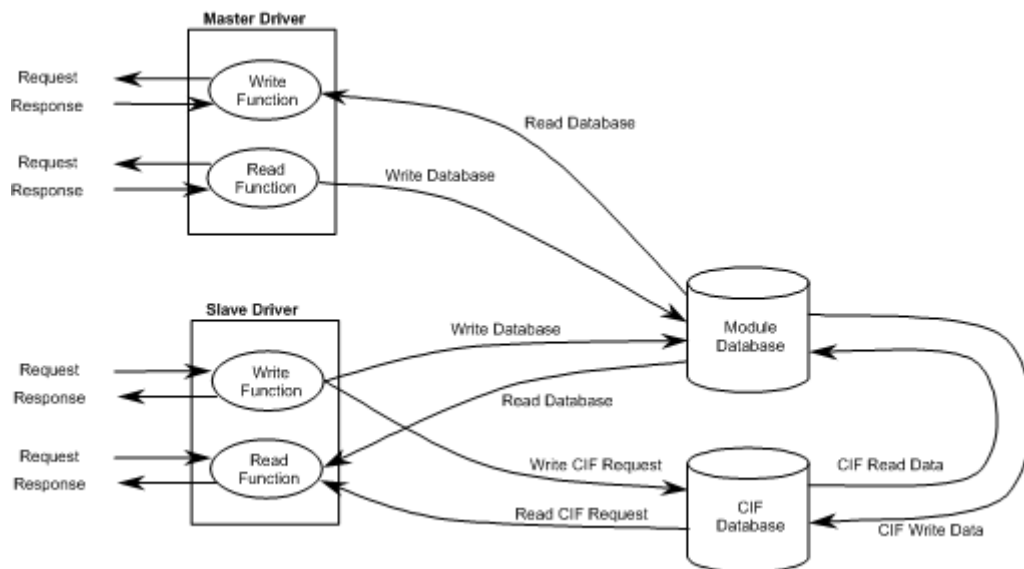 Master Driver
Request
Response
Write
Function
Read Database
Request
Response
Read
Function
Write Database
Slave Driver
Request
Response
Write
Function
Write Database
Module
Database
Read Database
Request
Response
Read
Function
Write CIF Request
Read CIF Request
CIF
Database
CIF Read Data
CIF Write Data